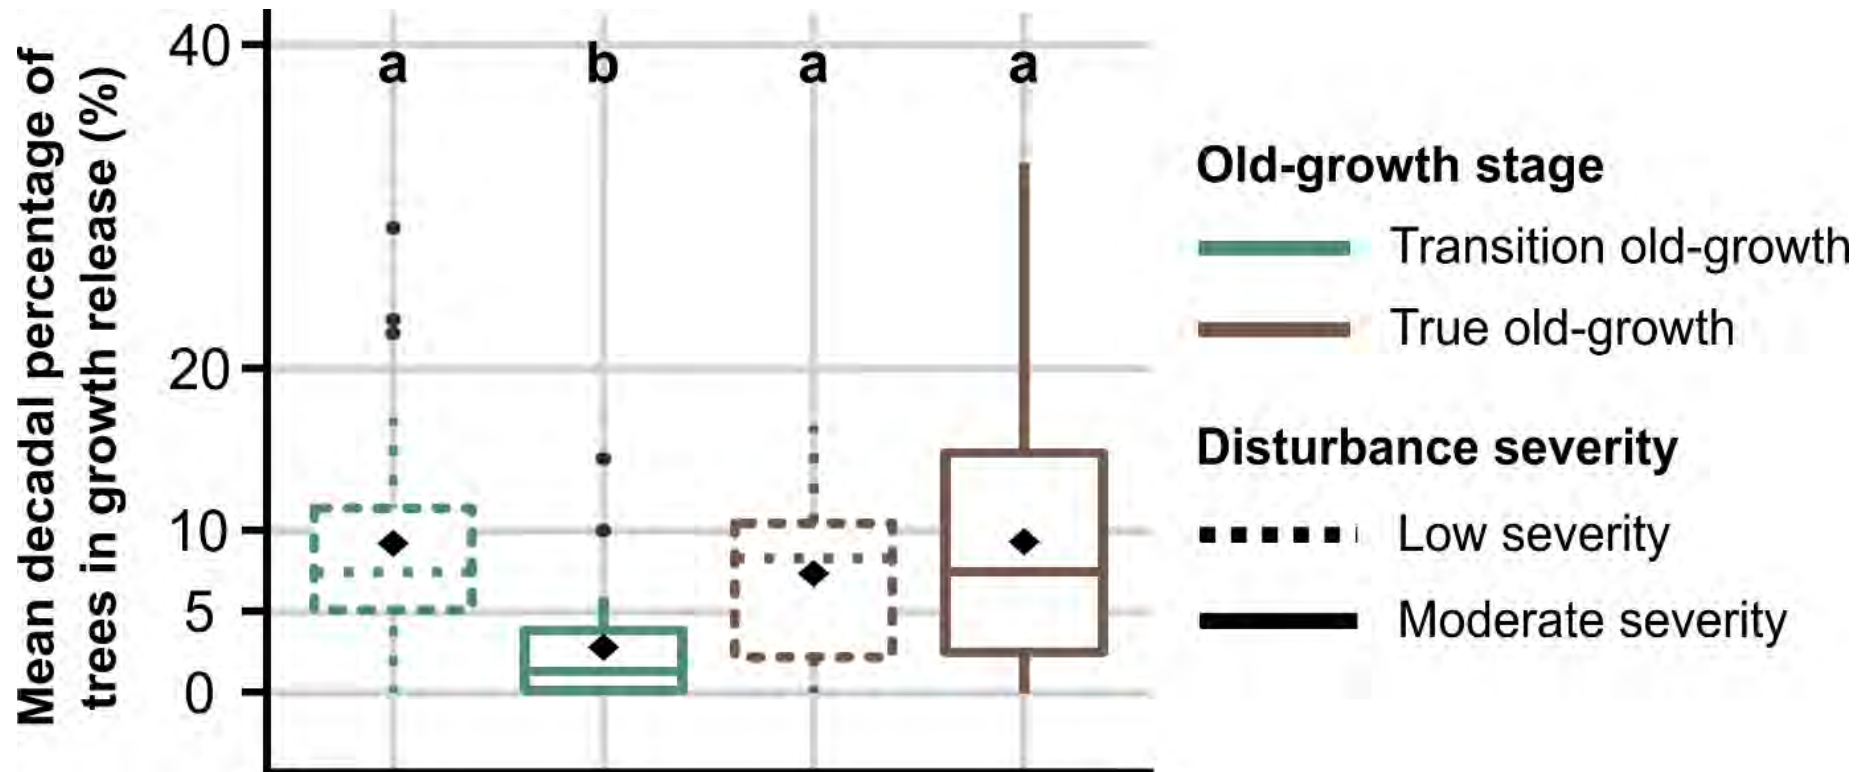 Mean decadal percentage of
trees in growth release (%)
40
20
10
5
0
a b a a
Old-growth stage
Transition old-growth
True old-growth
Disturbance severity
Low severity
Moderate severity